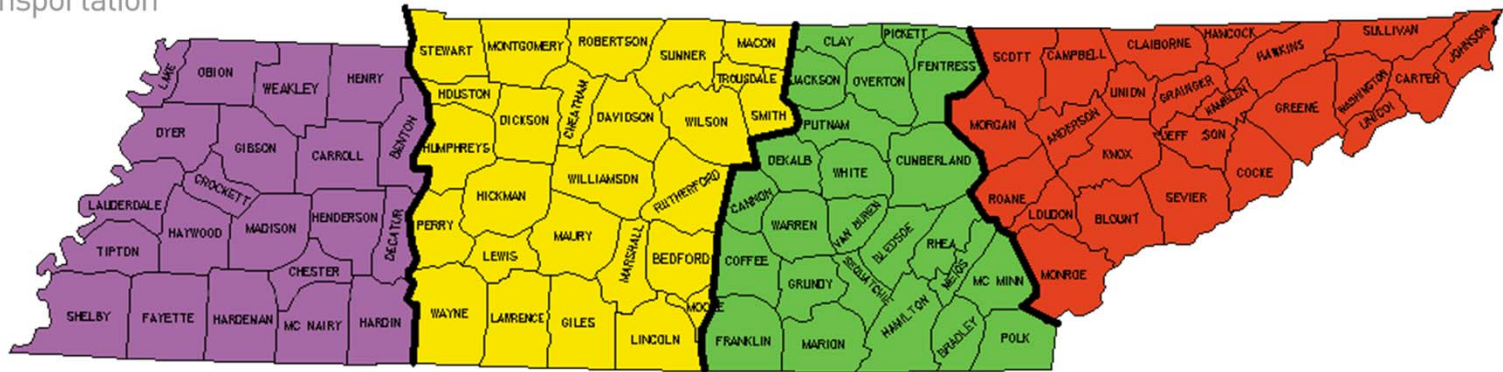 nsportation
LAKE
OBION
WEAKLEY
HENRY
DYER
GIBSON
CARROLL
BENTON
LAUDERDALE
CROCKETT
HAYWOOD
MADISON
HENDERSON
DECATUR
TIPTON
CHESTER
SHELBY
FAYETTE
HARDEMAN
MC NAIRY
HARDIN
STEWART
MONTGOMERY
ROBERTSON
SUMNER
MACON
TROUSDALE
HOUSTON
DICKSON
CHEATHAM
DAVIDSON
WILSON
SMITH
HUMPHREYS
HICKMAN
WILLIAMSON
RUTHERFORD
PERRY
LEWIS
MAURY
MARSHALL
BEDFORD
MOORE
WAYNE
LAWRENCE
GILES
LINCOLN
CLAY
PICKETT
JACKSON
OVERTON
FENTRESS
PUTNAM
DEKALB
WHITE
CUMBERLAND
CANNON
WARREN
VAN BUREN
BLEDSOE
RHEA
MEIGS
MC MINN
COFFEE
GRUNDY
SEQUATCHIE
HAMILTON
FRANKLIN
MARION
BRADLEY
POLK
SCOTT
CAMPBELL
CLAIBORNE
HANCOCK
HAWKINS
SULLIVAN
JOHNSON
MORGAN
ANDERSON
UNION
GRAINGER
HAMBLEN
GREENE
WASHINGTON
CARTER
UNICOI
KNOX
JEFF SON
COCKE
ROANE
LOUDON
BLOUNT
SEVIER
MONROE